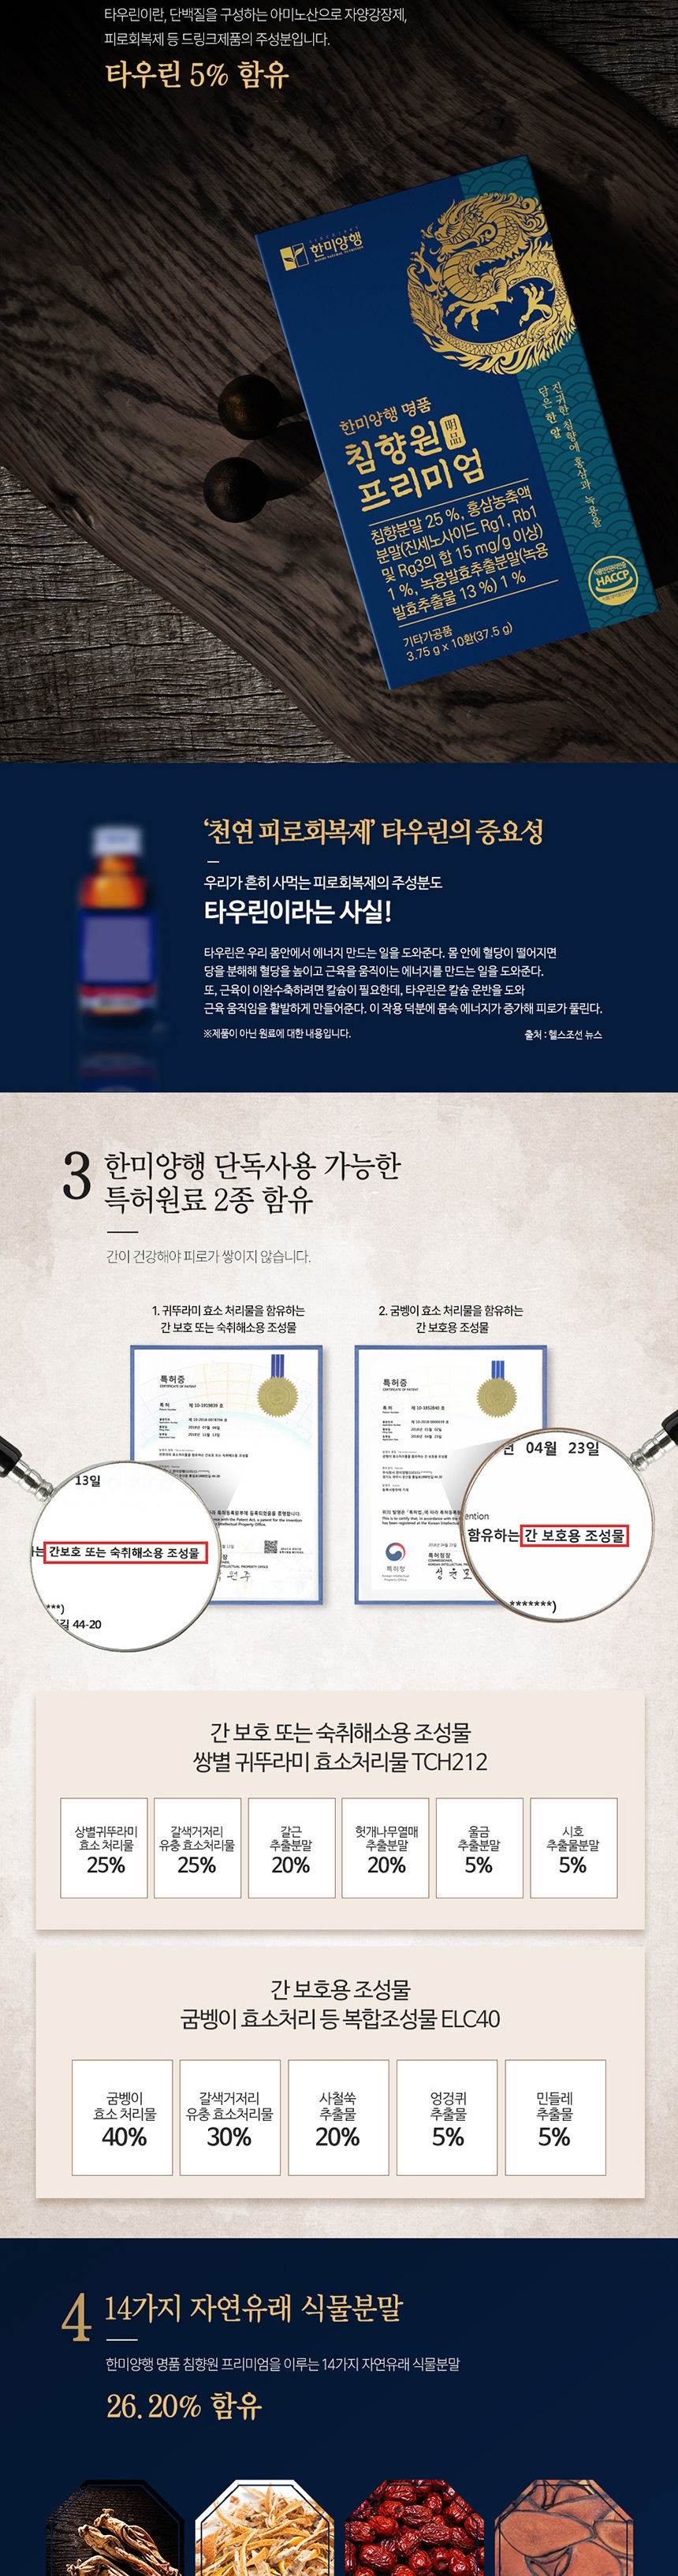 타우린이란, 단백질을 구성하는 아미노산으로 자양강장제,
피로회복제 등 드링크제품의 주성분입니다.
타우린 5% 함유
한미양행
한미양행 명품
침향원 明品
프리미엄
침향분말 25 %, 홍삼농축액
분말(진세노사이드 Rg1, Rb1
및 Rg3의 합 15 mg/g 이상)
1 %, 녹용발효추출분말(녹용
발효추출물 13 %) 1 %
기타가공품
3.75 g x 10환(37.5 g)
진귀한 침향에 홍삼과 녹용을
담은 한 알
HACCP
‘천연 피로회복제’ 타우린의 중요성
우리가 흔히 사먹는 피로회복제의 주성분도
타우린이라는 사실!
타우린은 우리 몸안에서 에너지 만드는 일을 도와준다. 몸 안에 혈당이 떨어지면
당을 분해해 혈당을 높이고 근육을 움직이는 에너지를 만드는 일을 도와준다.
또, 근육이 이완수축하려면 칼슘이 필요한데, 타우린은 칼슘 운반을 도와
근육 움직임을 활발하게 만들어준다. 이 작용 덕분에 몸속 에너지가 증가해 피로가 풀린다.
※제품이 아닌 원료에 대한 내용입니다.
출처 : 헬스조선 뉴스
3 한미양행 단독사용 가능한
특허원료 2종 함유
간이 건강해야 피로가 쌓이지 않습니다.
1. 귀뚜라미 효소 처리물을 함유하는
간 보호 또는 숙취해소용 조성물
2. 굼벵이 효소 처리물을 함유하는
간 보호용 조성물
특허증
CERTIFICATE OF PATENT
특허
제 10-1919839 호
13일
는 간보호 또는 숙취해소용 조성물
***)
길 44-20
특허증
CERTIFICATE OF PATENT
특허
제 10-1852840 호
특허청
년 04월 23일
ention
함유하는 간 보호용 조성물
*******)
간 보호 또는 숙취해소용 조성물
쌍별 귀뚜라미 효소처리물 TCH212
상별귀뚜라미
효소 처리물
25%
갈색거저리
유충 효소처리물
25%
갈근
추출분말
20%
헛개나무열매
추출분말
20%
울금
추출분말
5%
시호
추출물분말
5%
간 보호용 조성물
굼벵이 효소처리 등 복합조성물 ELC40
굼벵이
효소 처리물
40%
갈색거저리
유충 효소처리물
30%
사철쑥
추출물
20%
엉겅퀴
추출물
5%
민들레
추출물
5%
4 14가지 자연유래 식물분말
한미양행 명품 침향원 프리미엄을 이루는 14가지 자연유래 식물분말
26.20% 함유